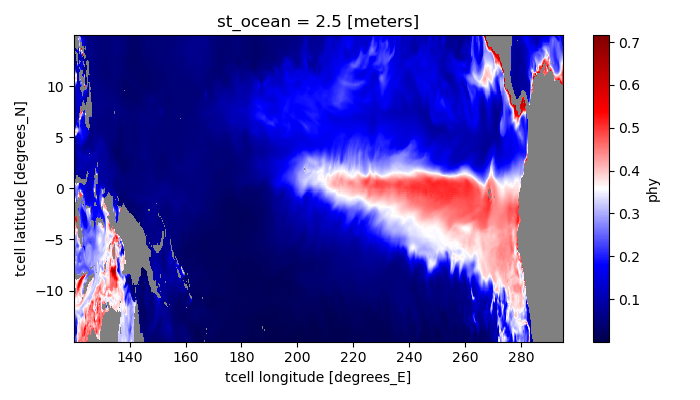 st_ocean = 2.5 [meters]
10
5
0
−5
−10
tcell latitude [degrees_N]
140 160 180 200 220 240 260 280
tcell longitude [degrees_E]
0.7
0.6
0.5
0.4
0.3
0.2
0.1
phy